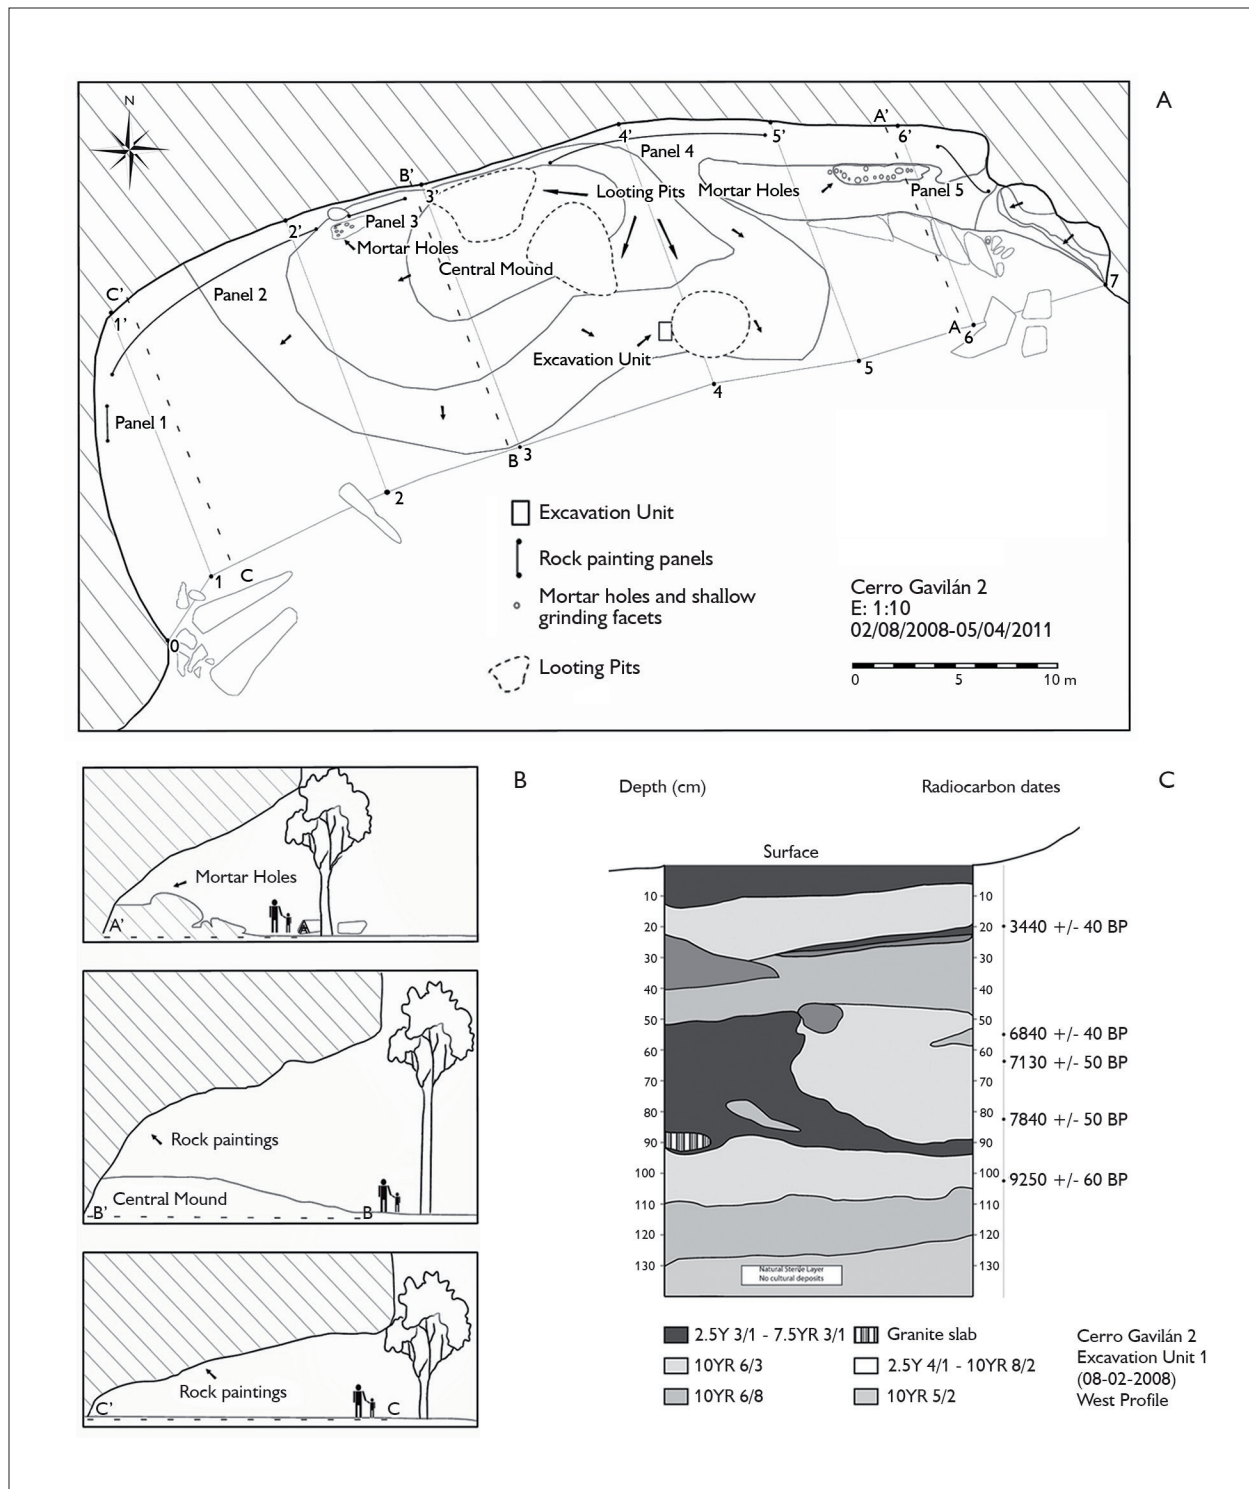 A
N
A'
4'
5'
6'
Panel 4
B'
3'
Looting Pits
Mortar Holes
Panel 5
Panel 3
2'
Mortar Holes
Central Mound
7
C'
Panel 2
1'
A
6
Excavation Unit
5
4
Panel 1
B
3
2
Excavation Unit
Rock painting panels
1
C
Cerro Gavilán 2
Mortar holes and shallow
grinding facets
E: 1:10
02/08/2008-05/04/2011
0
Looting Pits
0 5 10 m
B
Mortar Holes
A'
A
Rock paintings
Central Mound
B'
B
Rock paintings
C'
C
C
Depth (cm)
Radiocarbon dates
Surface
10 10
20 20 3440 +/- 40 BP
30 30
40 40
50 50
6840 +/- 40 BP
60 60
7130 +/- 50 BP
70 70
80 80
7840 +/- 50 BP
90 90
100 100
9250 +/- 60 BP
110 110
120 120
130 130
Natural Sterile Layer
No cultural deposits
2.5Y 3/1 - 7.5YR 3/1
Granite slab
10YR 6/3
2.5Y 4/1 - 10YR 8/2
10YR 6/8
10YR 5/2
Cerro Gavilán 2
Excavation Unit 1
(08-02-2008)
West Profile